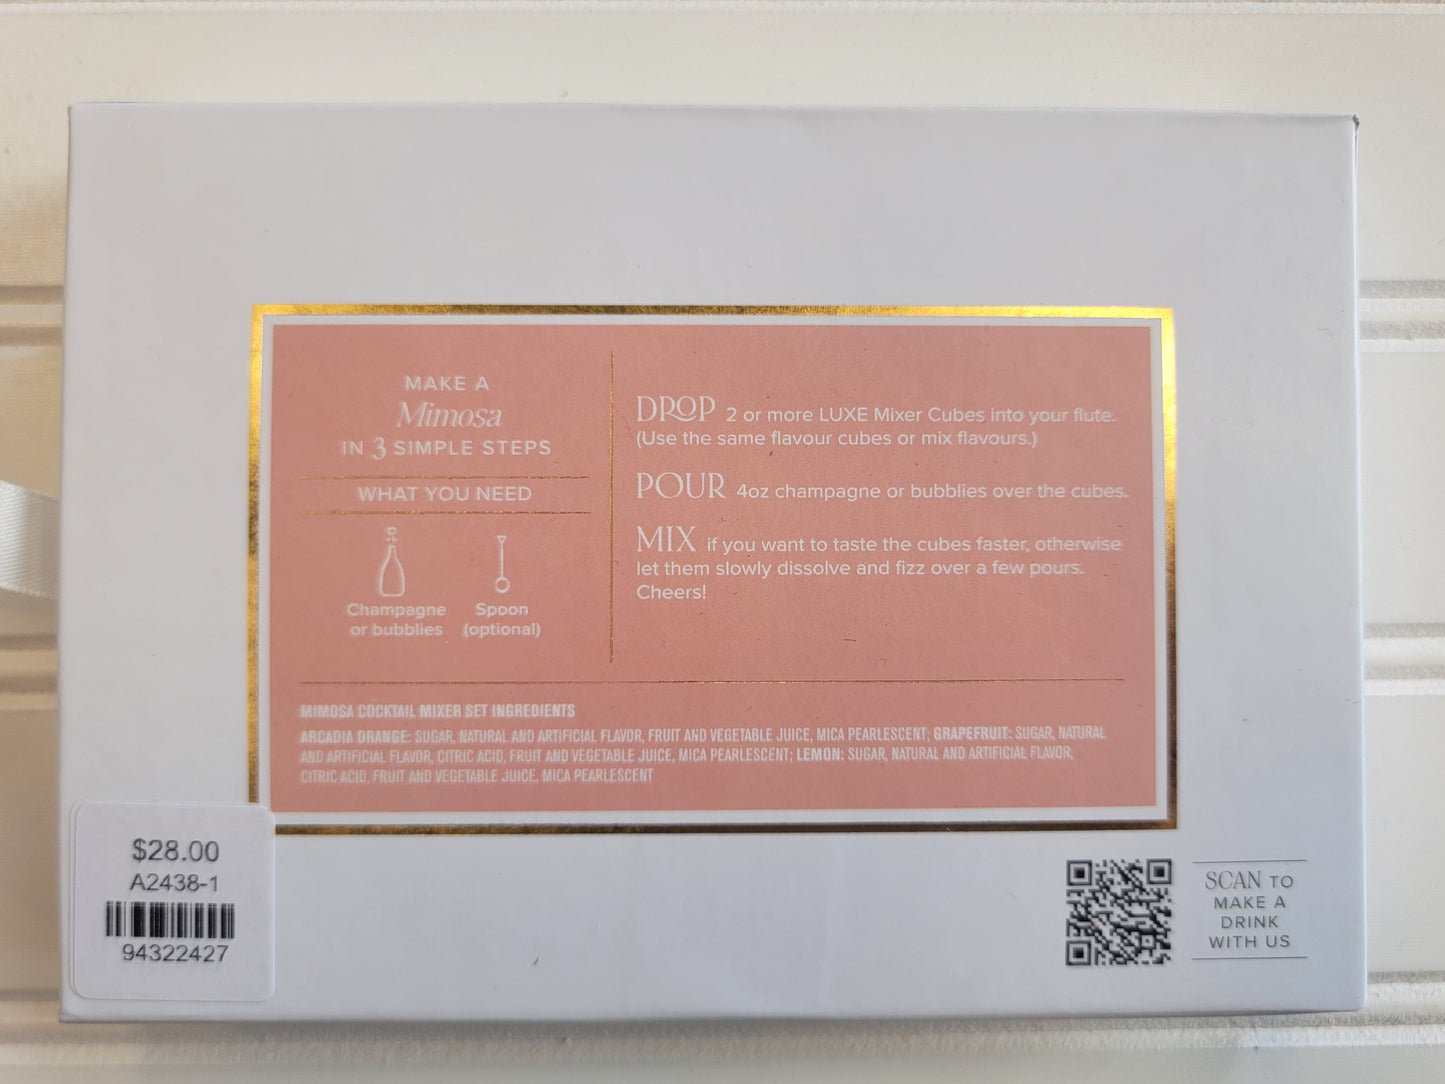 MAKE A
Mimosa
IN 3 SIMPLE STEPS
WHAT YOU NEED
Champagne
or bubblies
Spoon
(optional)
DROP 2 or more LUXE Mixer Cubes into your flute.
(Use the same flavour cubes or mix flavours.)
POUR 4oz champagne or bubblies over the cubes.
MIX if you want to taste the cubes faster, otherwise
let them slowly dissolve and fizz over a few pours.
Cheers!
MIMOSA COCKTAIL MIXER SET INGREDIENTS
ARCADIA ORANGE: SUGAR, NATURAL AND ARTIFICIAL FLAVOR, FRUIT AND VEGETABLE JUICE, MICA PEARLESCENT; GRAPEFRUIT: SUGAR, NATURAL
AND ARTIFICIAL FLAVOR, CITRIC ACID, FRUIT AND VEGETABLE JUICE, MICA PEARLESCENT; LEMON: SUGAR, NATURAL AND ARTIFICIAL FLAVOR,
CITRIC ACID, FRUIT AND VEGETABLE JUICE, MICA PEARLESCENT
$28.00
A2438-1
94322427
SCAN TO
MAKE A
DRINK
WITH US